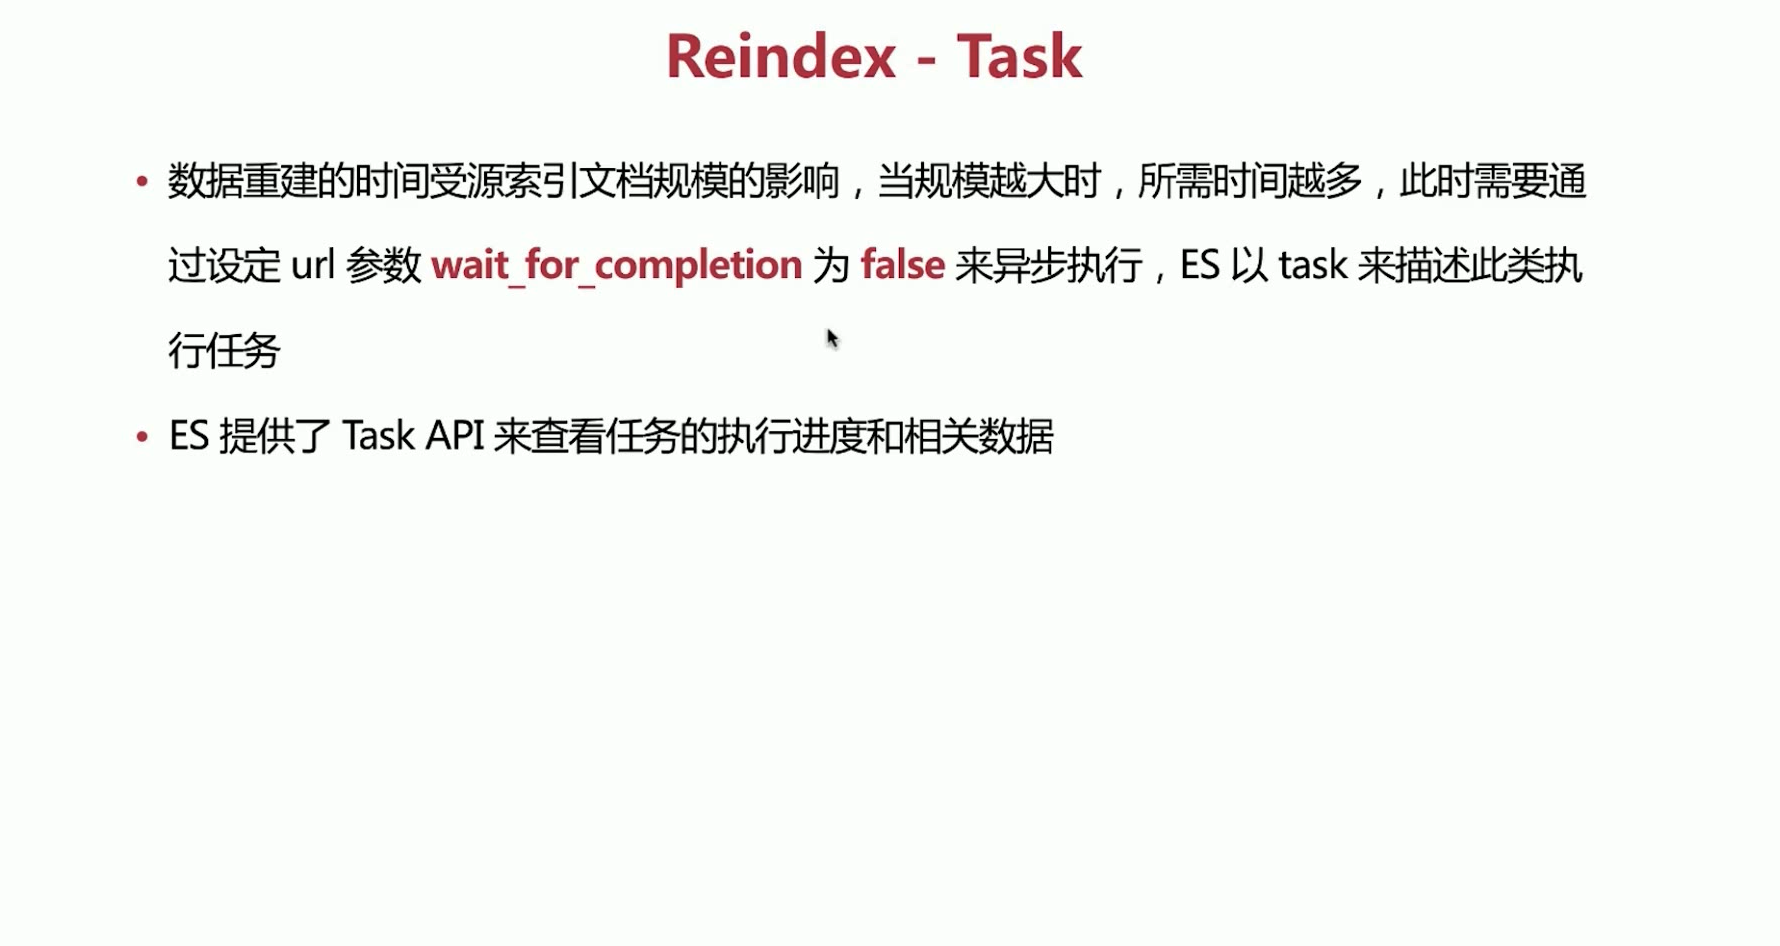 Reindex - Task
• 数据重建的时间受源索引文档规模的影响，当规模越大时，所需时间越多，此时需要通
过设定 url 参数 wait_for_completion 为 false 来异步执行，ES 以 task 来描述此类执
行任务
• ES 提供了 Task API 来查看任务的执行进度和相关数据